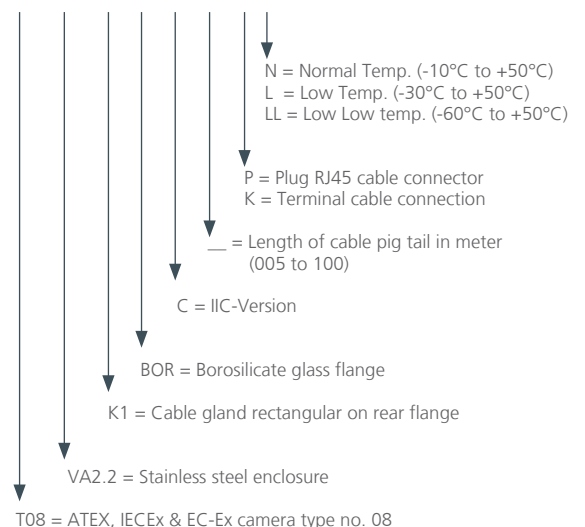 N = Normal Temp. (-10°C to +50°C)
L = Low Temp. (-30°C to +50°C)
LL = Low Low temp. (-60°C to +50°C)
P = Plug RJ45 cable connector
K = Terminal cable connection
__ = Length of cable pig tail in meter
(005 to 100)
C = IIC-Version
BOR = Borosilicate glass flange
K1 = Cable gland rectangular on rear flange
VA2.2 = Stainless steel enclosure
T08 = ATEX, IECEx & EC-Ex camera type no. 08